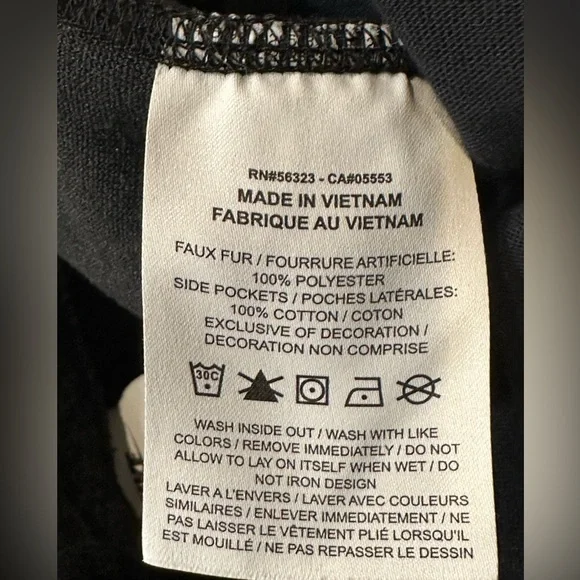 RN#56323 - CA#05553
MADE IN VIETNAM
FABRIQUE AU VIETNAM
FAUX FUR / FOURRURE ARTIFICIELLE:
100% POLYESTER
SIDE POCKETS / POCHES LATÉRALES:
100% COTTON / COTON
EXCLUSIVE OF DECORATION /
DECORATION NON COMPRISE
30C
WASH INSIDE OUT / WASH WITH LIKE
COLORS / REMOVE IMMEDIATELY / DO NOT
ALLOW TO LAY ON ITSELF WHEN WET / DO
NOT IRON DESIGN
LAVER A L'ENVERS / LAVER AVEC COULEURS
SIMILAIRES / ENLEVER IMMEDIATEMENT / NE
PAS LAISSER LE VÊTEMENT PLIÉ LORSQU'IL
EST MOUILLÉ / NE PAS REPASSER LE DESSIN